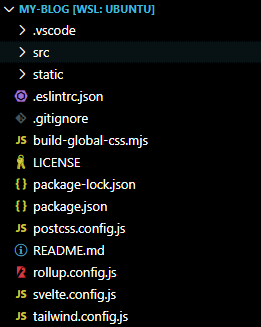 MY-BLOG [WSL: UBUNTU]
.vscode
src
static
.eslintrc.json
.gitignore
JS build-global-css.mjs
LICENSE
{ } package-lock.json
{ } package.json
JS postcss.config.js
README.md
rollup.config.js
JS svelte.config.js
JS tailwind.config.js